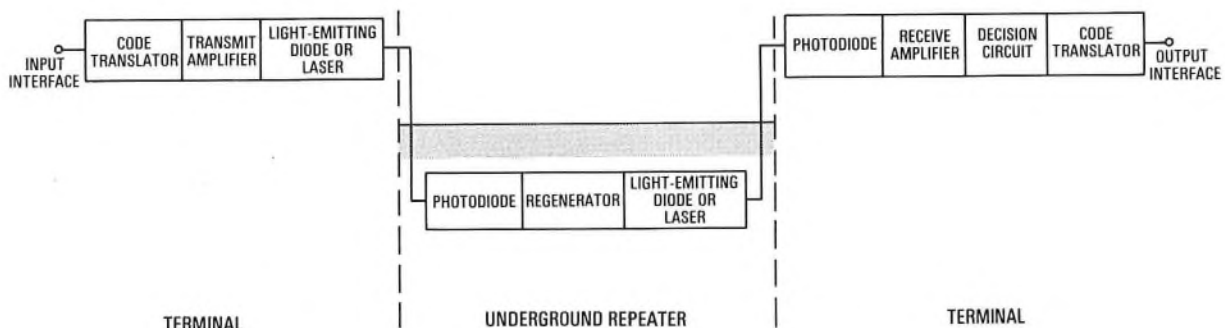 INPUT
INTERFACE
CODE
TRANSLATOR
TRANSMIT
AMPLIFIER
LIGHT-EMITTING
DIODE OR
LASER
PHOTODIODE
REGENERATOR
LIGHT-EMITTING
DIODE OR
LASER
PHOTODIODE
RECEIVE
AMPLIFIER
DECISION
CIRCUIT
CODE
TRANSLATOR
OUTPUT
INTERFACE
TERMINAL
UNDERGROUND REPEATER
TERMINAL